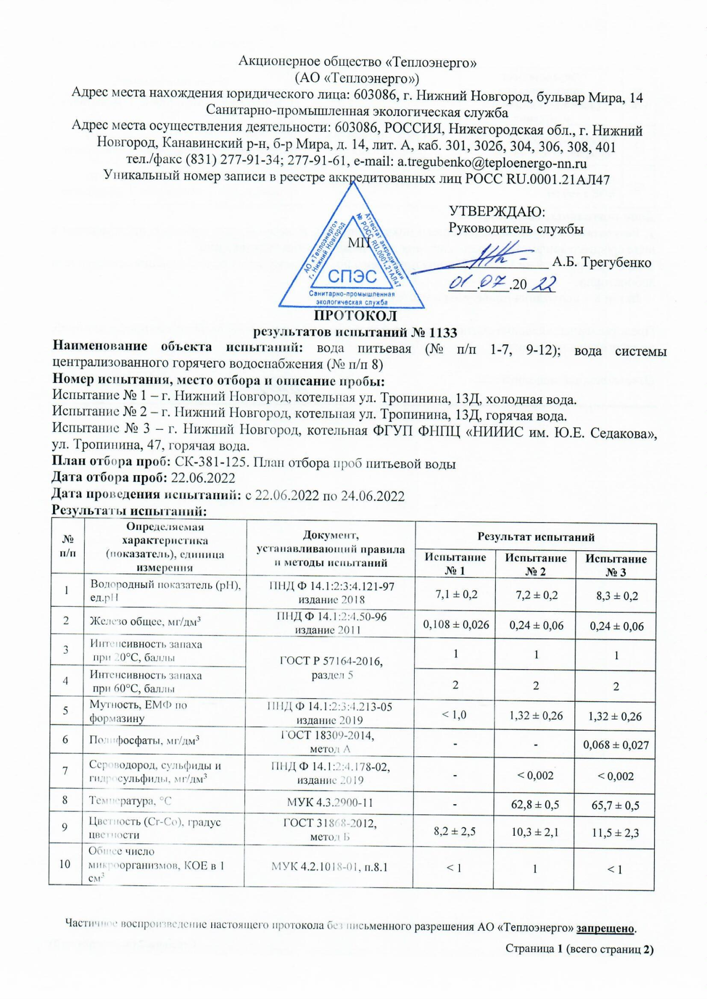 Акционерное общество «Теплоэнерго»
(АО «Теплоэнерго»)
Адрес места нахождения юридического лица: 603086, г. Нижний Новгород, бульвар Мира, 14
Санитарно-промышленная экологическая служба
Адрес места осуществления деятельности: 603086, РОССИЯ, Нижегородская обл., г. Нижний
Новгород, Канавинский р-н, б-р Мира, д. 14, лит. А, каб. 301, 302б, 304, 306, 308, 401
тел./факс (831) 277-91-34; 277-91-61, e-mail: a.tregubenko@teploenergo-nn.ru
Уникальный номер записи в реестре аккредитованных лиц РОСС RU.0001.21АЛ47
УТВЕРЖДАЮ:
Руководитель службы
А.Б. Трегубенко
01.07.2022
МП
АО «Теплоэнерго»
г. Нижний Новгород
Аттестат аккредитации
№ РОСС RU.0001.21АЛ47
СПЭС
Санитарно-промышленная
экологическая служба
ПРОТОКОЛ
результатов испытаний № 1133
Наименование объекта испытаний: вода питьевая (№ п/п 1-7, 9-12); вода системы
централизованного горячего водоснабжения (№ п/п 8)
Номер испытания, место отбора и описание пробы:
Испытание № 1 – г. Нижний Новгород, котельная ул. Тропинина, 13Д, холодная вода.
Испытание № 2 – г. Нижний Новгород, котельная ул. Тропинина, 13Д, горячая вода.
Испытание № 3 – г. Нижний Новгород, котельная ФГУП ФНПЦ «НИИИС им. Ю.Е. Седакова»,
ул. Тропинина, 47, горячая вода.
План отбора проб: СК-381-125. План отбора проб питьевой воды
Дата отбора проб: 22.06.2022
Дата проведения испытаний: с 22.06.2022 по 24.06.2022
Результаты испытаний:
№
п/п
Определяемая
характеристика
(показатель), единица
измерения
Документ,
устанавливающий правила
и методы испытаний
Результат испытаний
Испытание
№ 1
Испытание
№ 2
Испытание
№ 3
1
Водородный показатель (рН),
ед.рН
ПНД Ф 14.1:2:3:4.121-97
издание 2018
7,1 ± 0,2
7,2 ± 0,2
8,3 ± 0,2
2
Железо общее, мг/дм³
ПНД Ф 14.1:2:4.50-96
издание 2011
0,108 ± 0,026
0,24 ± 0,06
0,24 ± 0,06
3
Интенсивность запаха
при 20°С, баллы
ГОСТ Р 57164-2016,
раздел 5
1
1
1
4
Интенсивность запаха
при 60°С, баллы
2
2
2
5
Мутность, ЕМФ по
формазину
ПНД Ф 14.1:2:3:4.213-05
издание 2019
< 1,0
1,32 ± 0,26
1,32 ± 0,26
6
Полифосфаты, мг/дм³
ГОСТ 18309-2014,
метод А
-
-
0,068 ± 0,027
7
Сероводород, сульфиды и
гидросульфиды, мг/дм³
ПНД Ф 14.1:2:4.178-02,
издание 2019
-
< 0,002
< 0,002
8
Температура, °С
МУК 4.3.2900-11
-
62,8 ± 0,5
65,7 ± 0,5
9
Цветность (Cr-Co), градус
цветности
ГОСТ 31868-2012,
метод Б
8,2 ± 2,5
10,3 ± 2,1
11,5 ± 2,3
10
Общее число
микроорганизмов, КОЕ в 1
см³
МУК 4.2.1018-01, п.8.1
< 1
1
< 1
Частичное воспроизведение настоящего протокола без письменного разрешения АО «Теплоэнерго» запрещено.
Страница 1 (всего страниц 2)